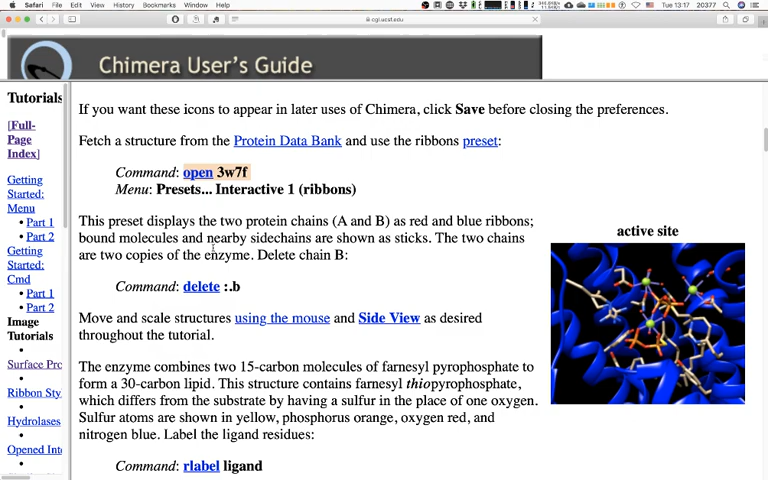 Safari File Edit View History Bookmarks Window Help
Tue 13:17 20377
cgl.ucsf.edu
Chimera User's Guide
Tutorials
[Full-
Page
Index]
Getting
Started:
Menu
• Part 1
• Part 2
Getting
Started:
Cmd
• Part 1
• Part 2
Image
Tutorials
•
Surface Pro
•
Ribbon Sty
•
Hydrolases
•
Opened Int
•
If you want these icons to appear in later uses of Chimera, click Save before closing the preferences.
Fetch a structure from the Protein Data Bank and use the ribbons preset:
Command: open 3w7f
Menu: Presets... Interactive 1 (ribbons)
This preset displays the two protein chains (A and B) as red and blue ribbons;
bound molecules and nearby sidechains are shown as sticks. The two chains
are two copies of the enzyme. Delete chain B:
Command: delete :.b
Move and scale structures using the mouse and Side View as desired
throughout the tutorial.
The enzyme combines two 15-carbon molecules of farnesyl pyrophosphate to
form a 30-carbon lipid. This structure contains farnesyl thiopyrophosphate,
which differs from the substrate by having a sulfur in the place of one oxygen.
Sulfur atoms are shown in yellow, phosphorus orange, oxygen red, and
nitrogen blue. Label the ligand residues:
Command: rlabel ligand
active site